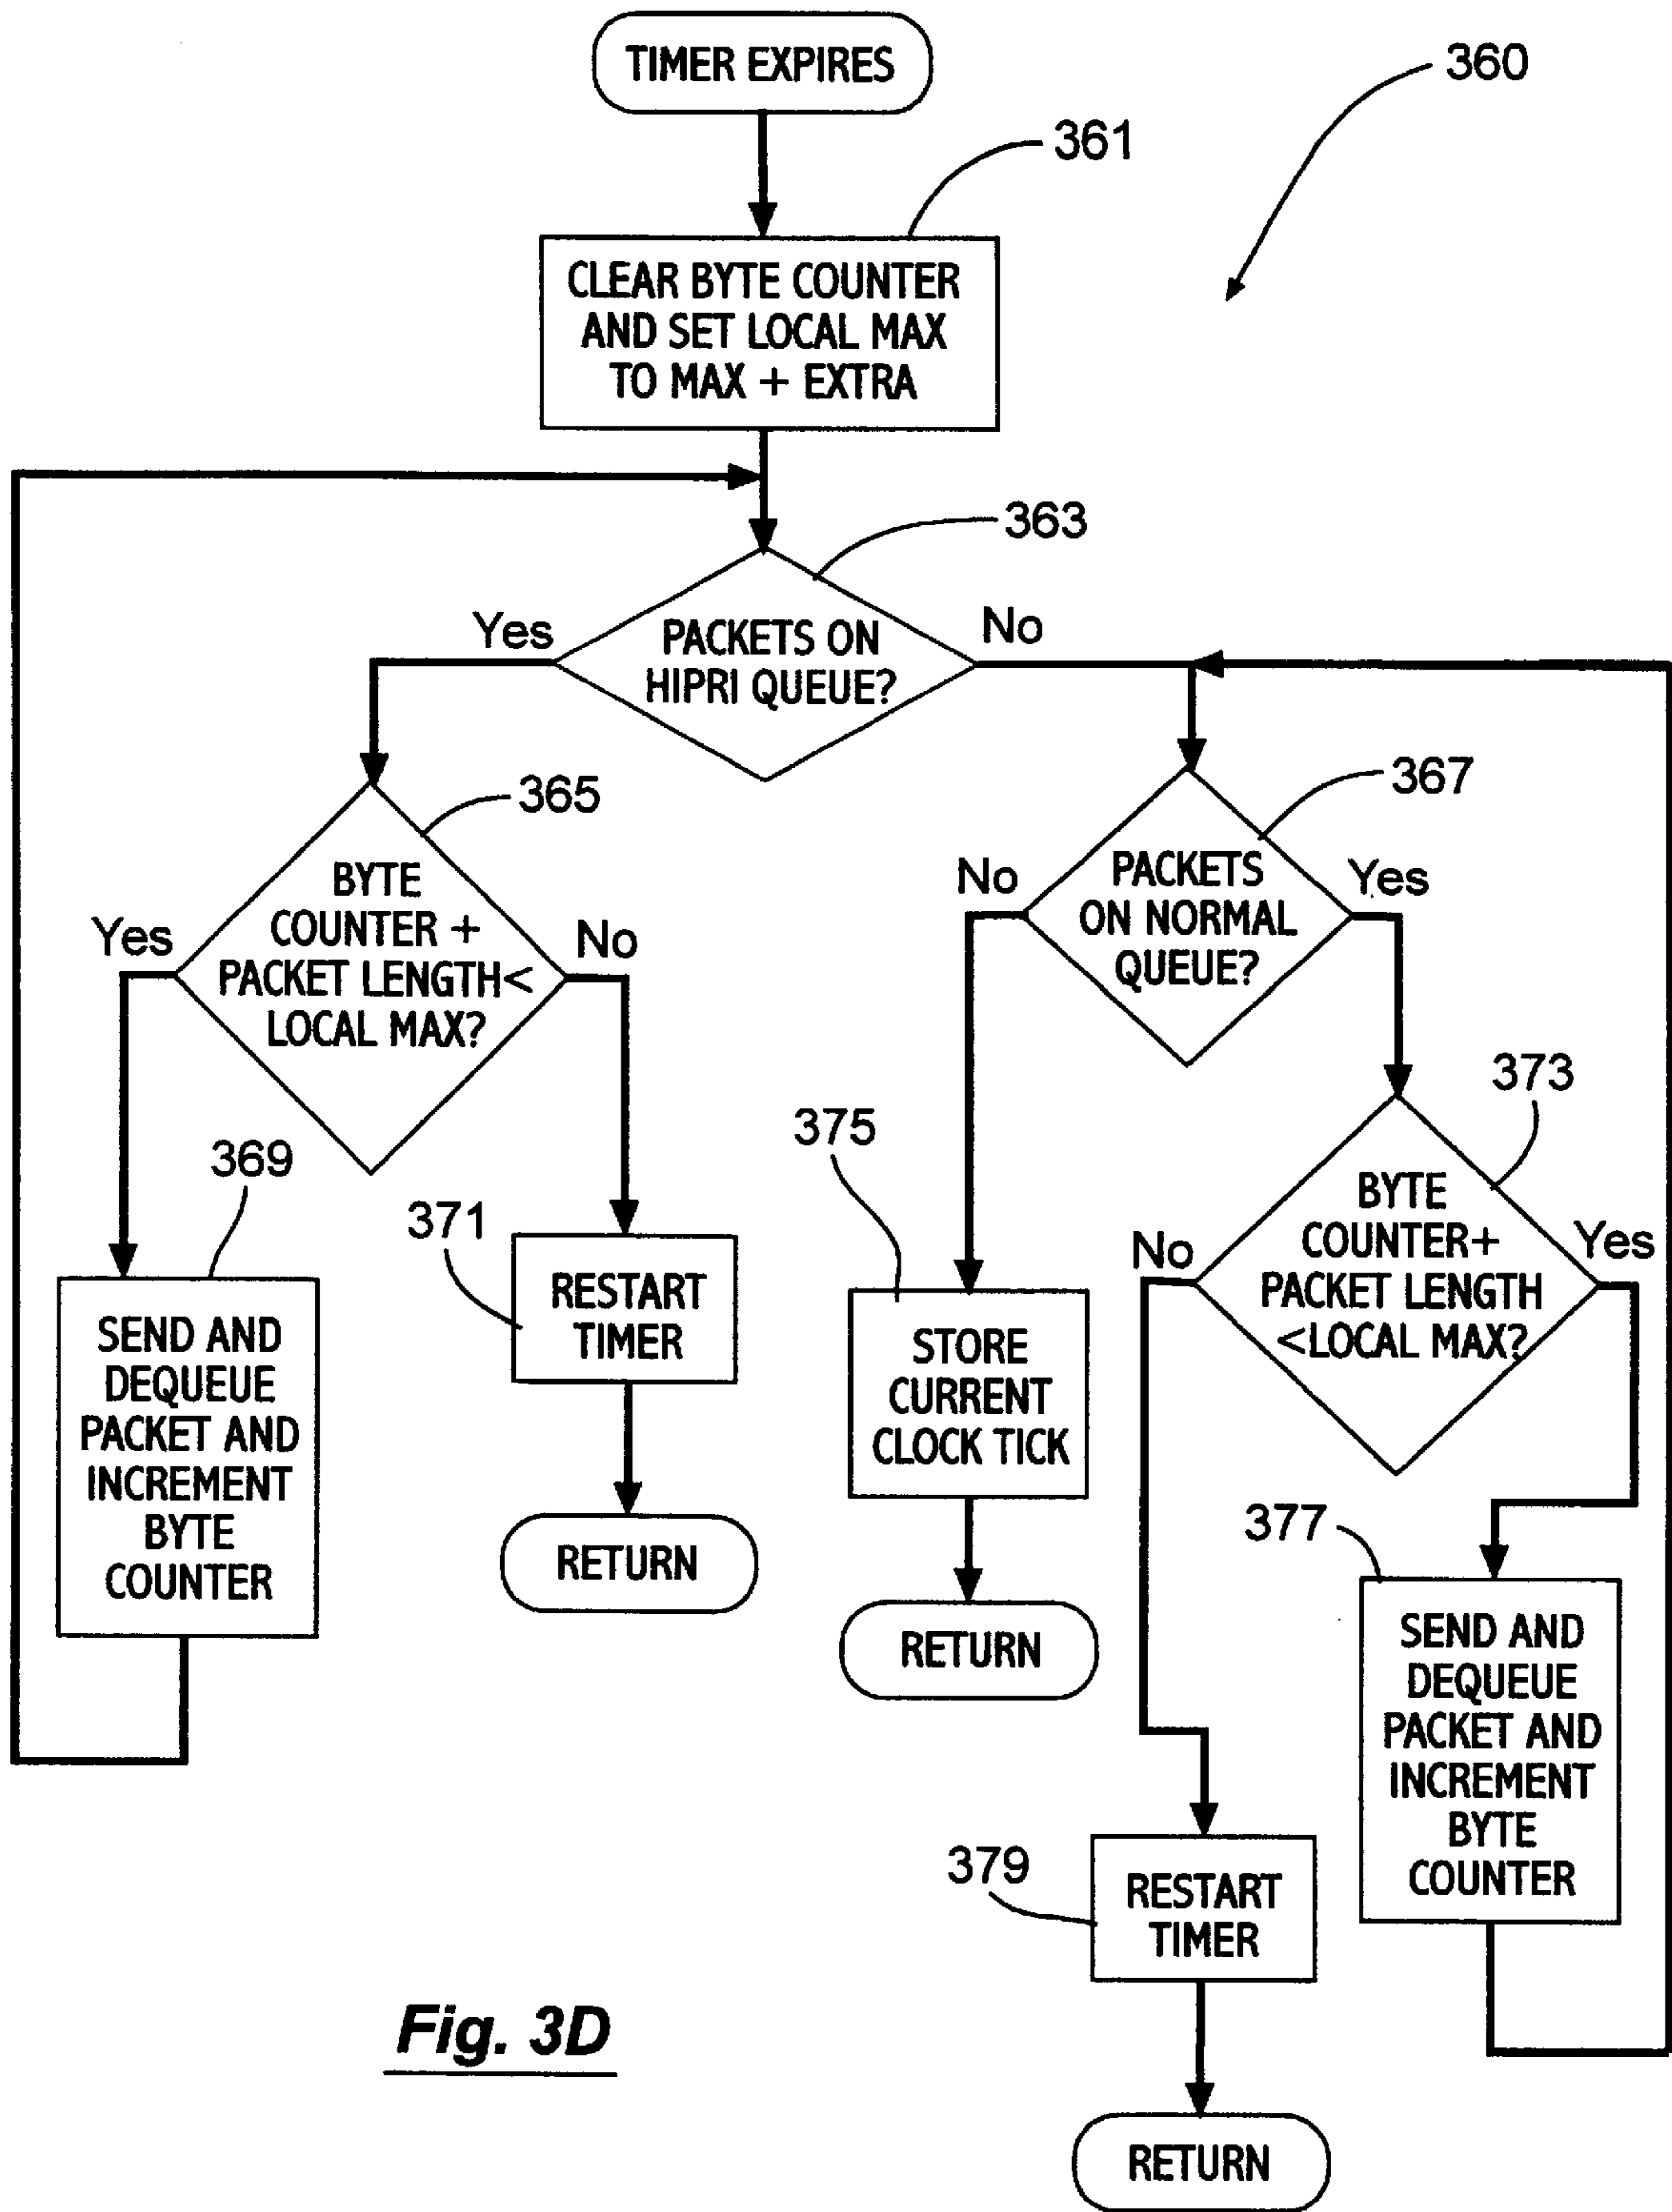 TIMER EXPIRES
360
361
CLEAR BYTE COUNTER
AND SET LOCAL MAX
TO MAX + EXTRA
363
Yes
PACKETS ON
HIPRI QUEUE?
No
365
BYTE
COUNTER +
PACKET LENGTH<
LOCAL MAX?
Yes
No
367
PACKETS
ON NORMAL
QUEUE?
No
Yes
369
SEND AND
DEQUEUE
PACKET AND
INCREMENT
BYTE
COUNTER
371
RESTART
TIMER
RETURN
375
STORE
CURRENT
CLOCK TICK
RETURN
373
BYTE
COUNTER+
PACKET LENGTH
<LOCAL MAX?
No
Yes
377
SEND AND
DEQUEUE
PACKET AND
INCREMENT
BYTE
COUNTER
379
RESTART
TIMER
RETURN
Fig. 3D